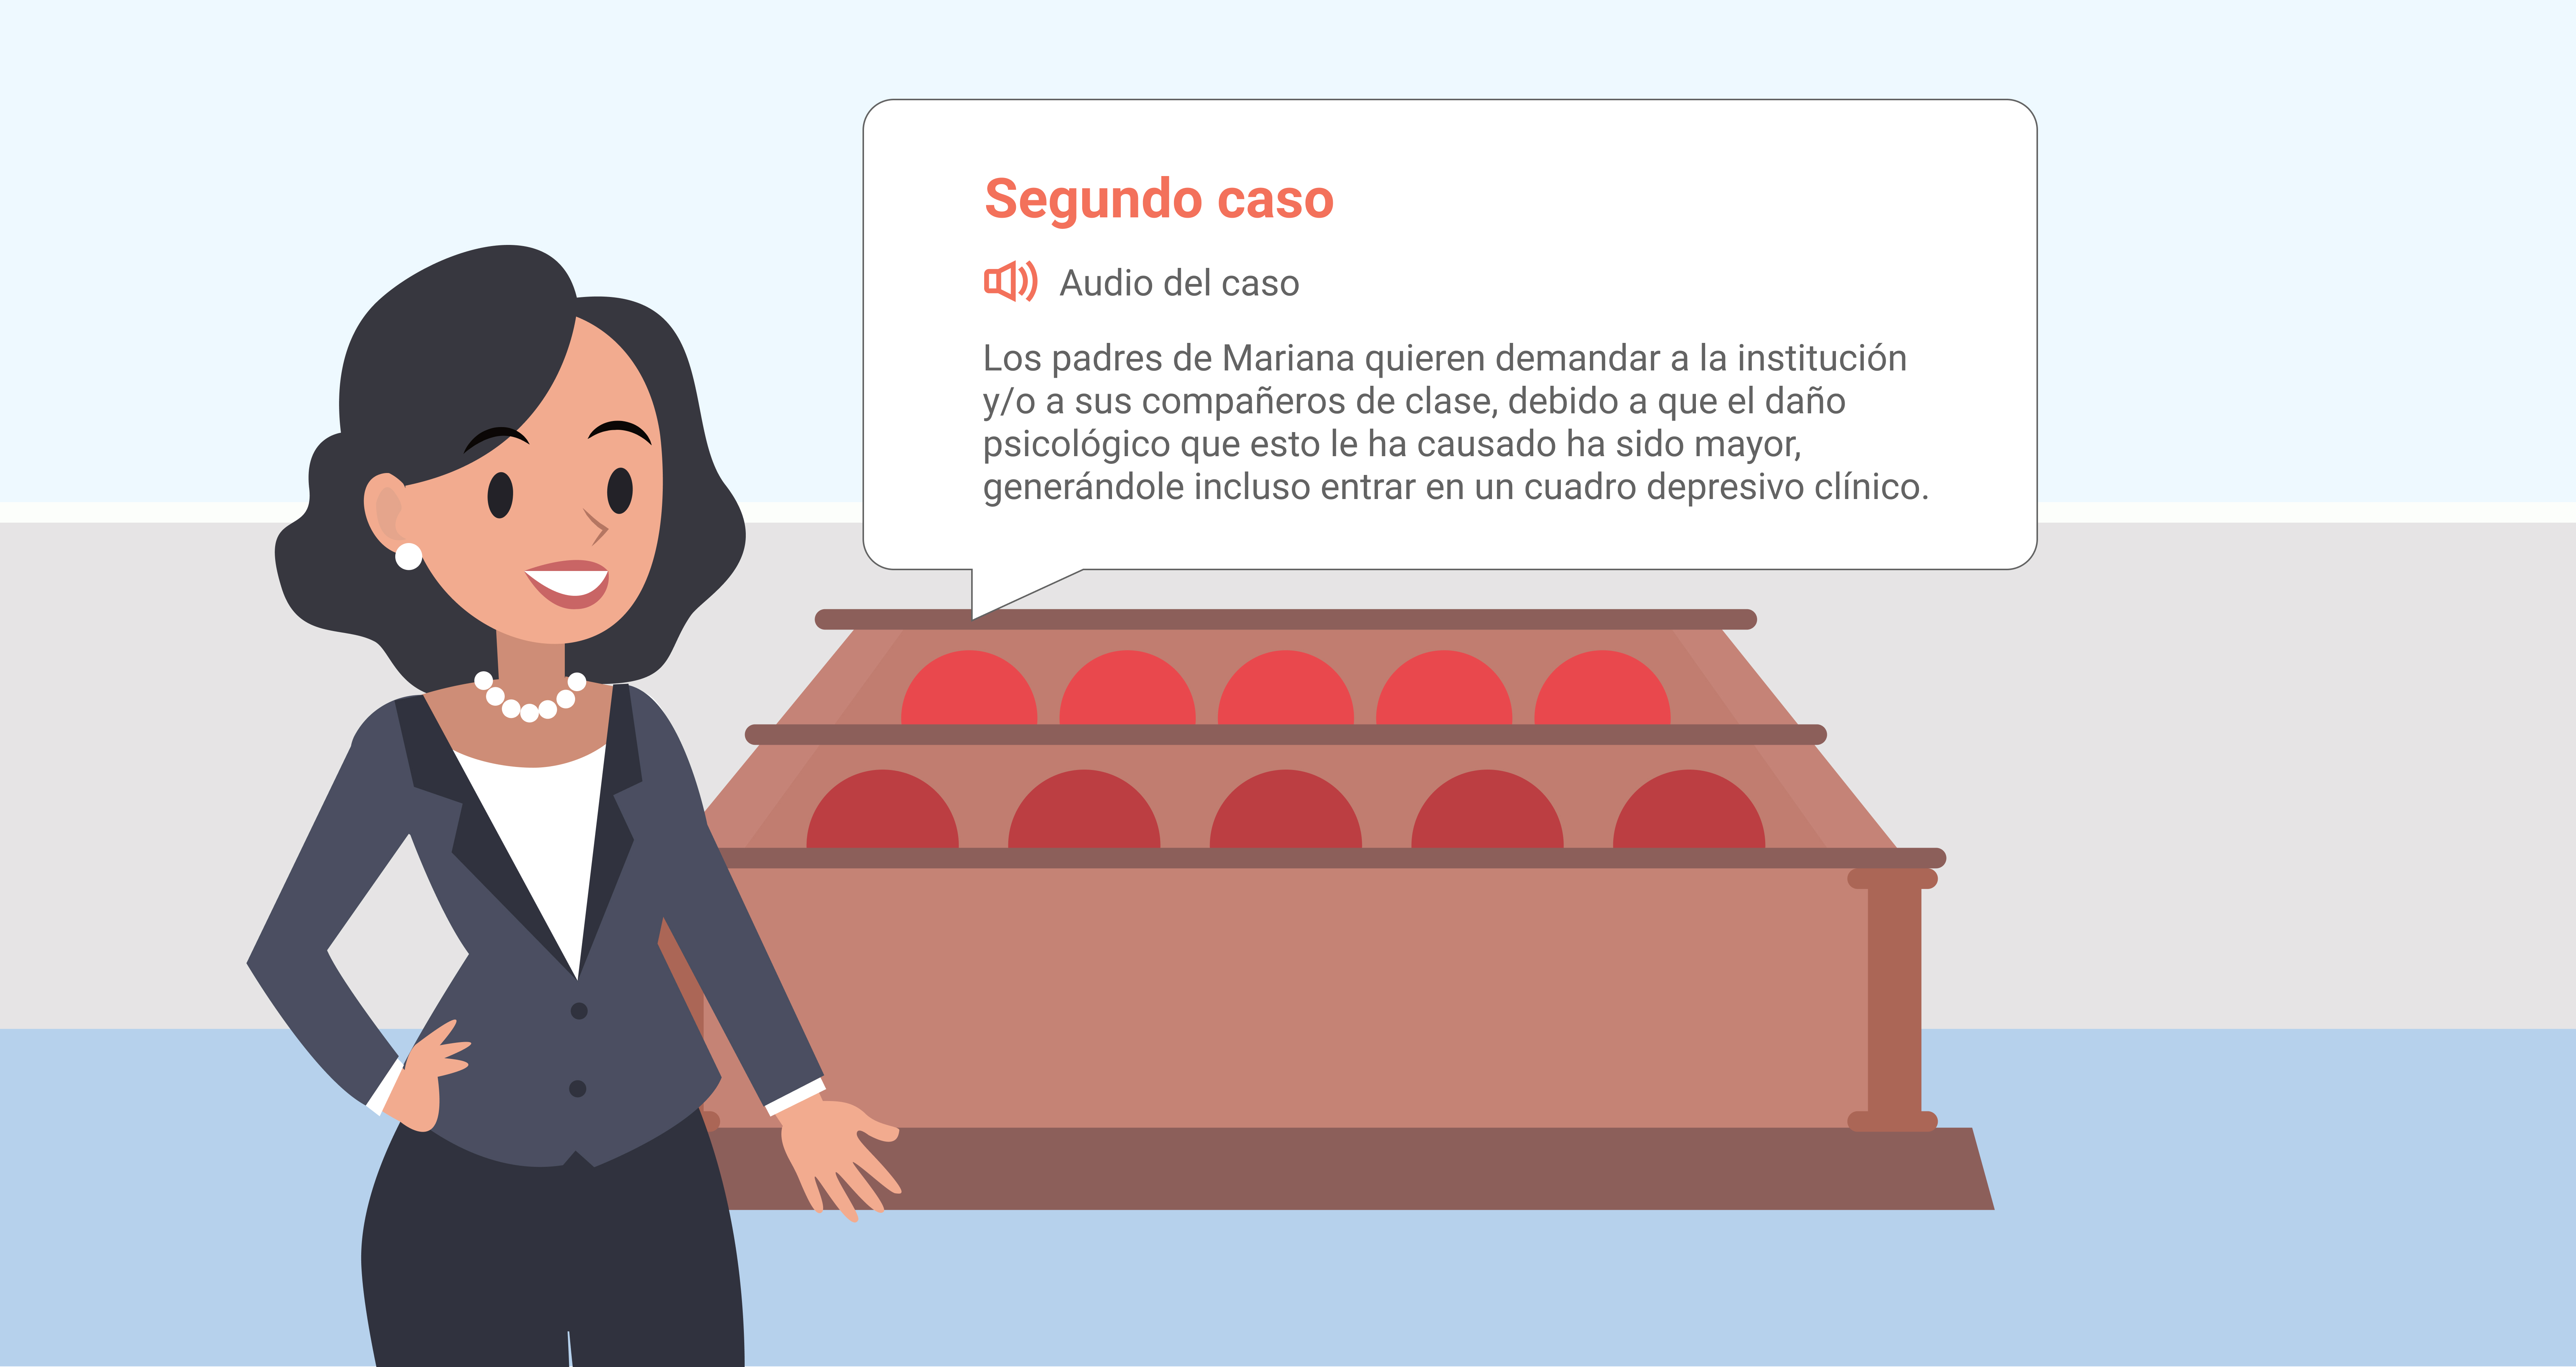 Segundo caso
Audio del caso
Los padres de Mariana quieren demandar a la institución
y/o a sus compañeros de clase, debido a que el daño
psicológico que esto le ha causado ha sido mayor,
generándole incluso entrar en un cuadro depresivo clínico.